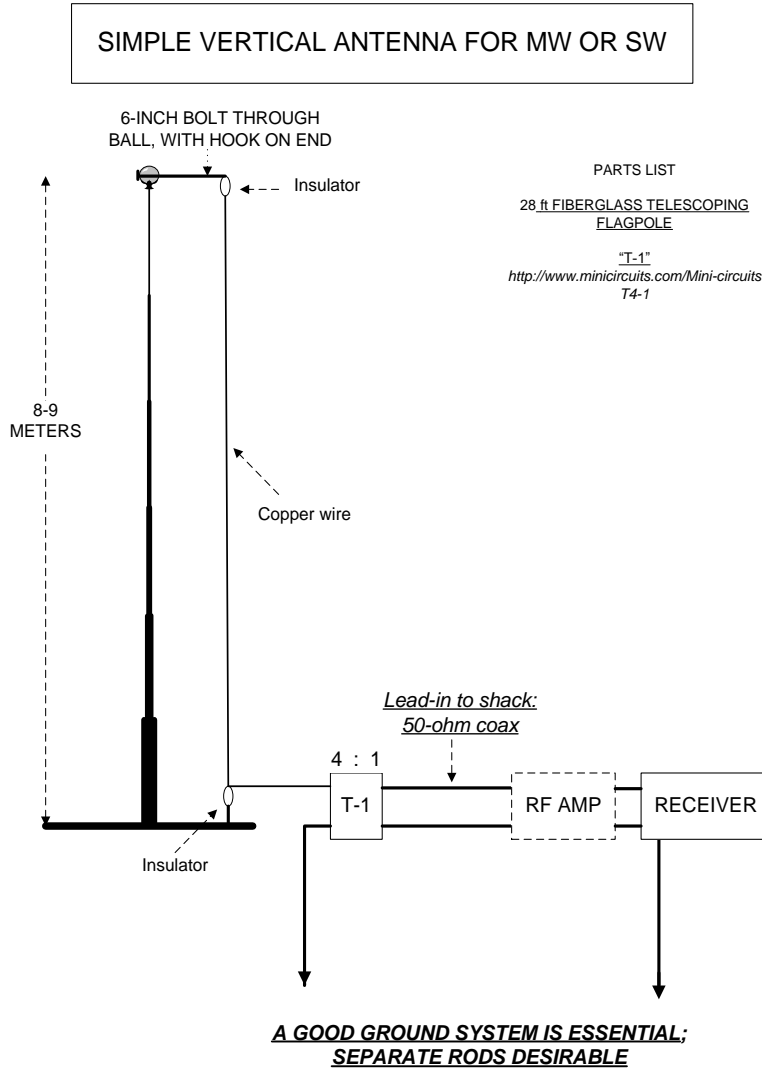 SIMPLE VERTICAL ANTENNA FOR MW OR SW
6-INCH BOLT THROUGH
BALL, WITH HOOK ON END
Insulator
PARTS LIST
28 ft FIBERGLASS TELESCOPING
FLAGPOLE
“T-1”
http://www.minicircuits.com/Mini-circuits
T4-1
8-9
METERS
Copper wire
Lead-in to shack:
50-ohm coax
4 : 1
T-1
RF AMP
RECEIVER
Insulator
A GOOD GROUND SYSTEM IS ESSENTIAL;
SEPARATE RODS DESIRABLE